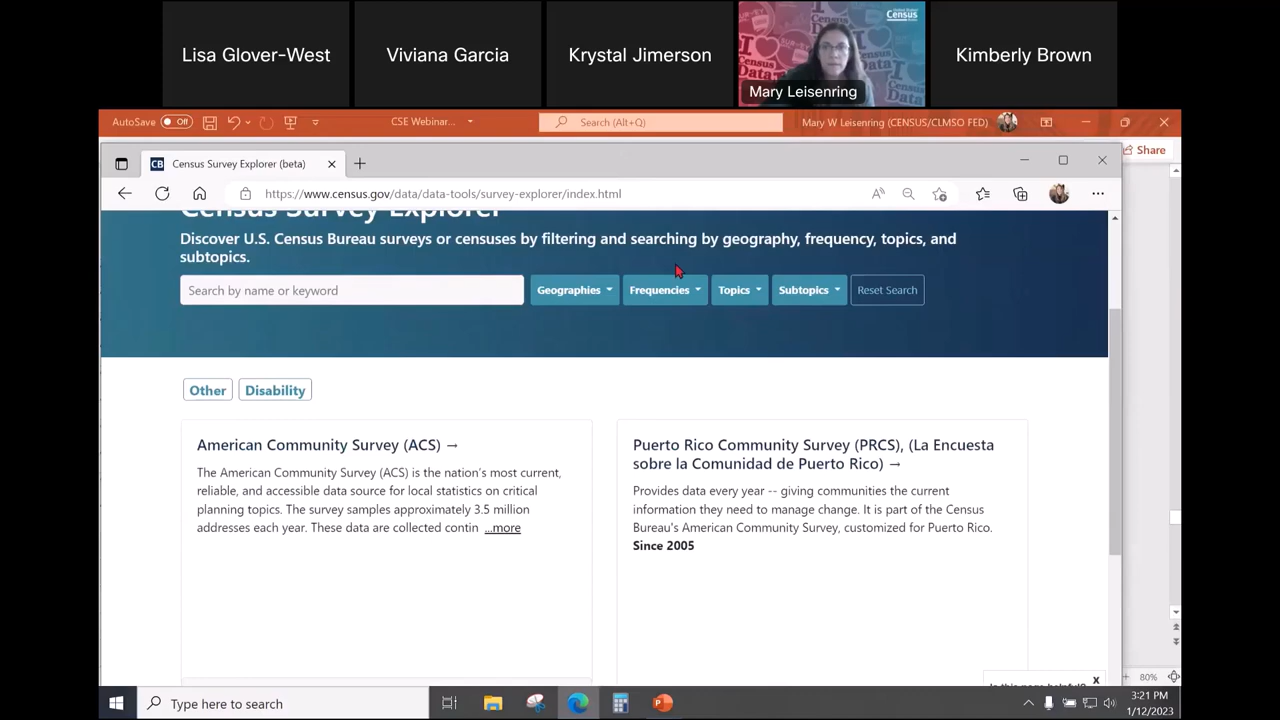 Lisa Glover-West
Viviana Garcia
Krystal Jimerson
Census
I
Census
Data
Mary Leisenring
Kimberly Brown
AutoSave Off
CSE Webinar...
Search (Alt+Q)
Mary W Leisenring (CENSUS/CLMSO FED)
Share
CB
Census Survey Explorer (beta)
https://www.census.gov/data/data-tools/survey-explorer/index.html
Census Survey Explorer
Discover U.S. Census Bureau surveys or censuses by filtering and searching by geography, frequency, topics, and
subtopics.
Search by name or keyword
Geographies
Frequencies
Topics
Subtopics
Reset Search
Other
Disability
American Community Survey (ACS) →
The American Community Survey (ACS) is the nation's most current,
reliable, and accessible data source for local statistics on critical
planning topics. The survey samples approximately 3.5 million
addresses each year. These data are collected contin ...more
Puerto Rico Community Survey (PRCS), (La Encuesta
sobre la Comunidad de Puerto Rico) →
Provides data every year -- giving communities the current
information they need to manage change. It is part of the Census
Bureau's American Community Survey, customized for Puerto Rico.
Since 2005
Is this page helpful?
x
80%
Type here to search
3:21 PM
1/12/2023